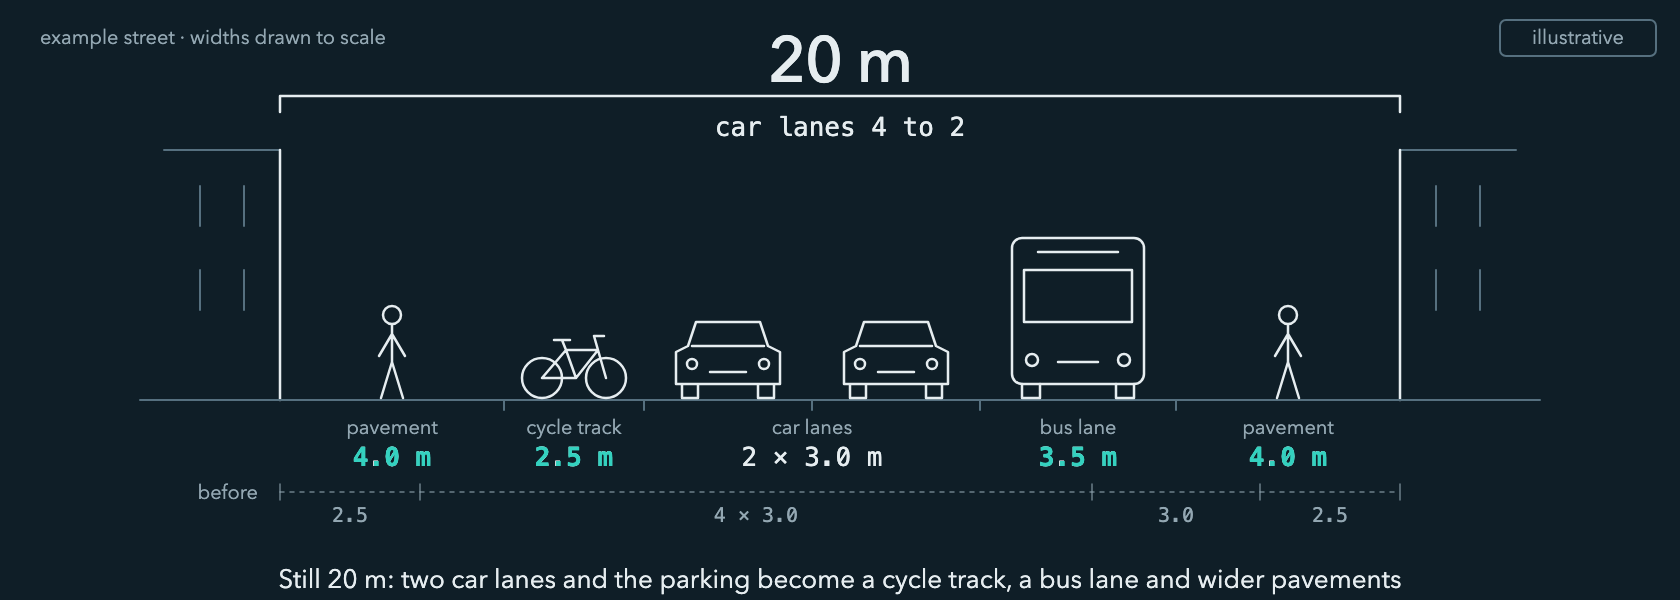 example street · widths drawn to scale
20 m
illustrative
car lanes 4 to 2
pavement cycle track car lanes bus lane pavement
4.0 m 2.5 m 2 × 3.0 m 3.5 m 4.0 m
before
2.5 4 × 3.0 3.0 2.5
Still 20 m: two car lanes and the parking become a cycle track, a bus lane and wider pavements